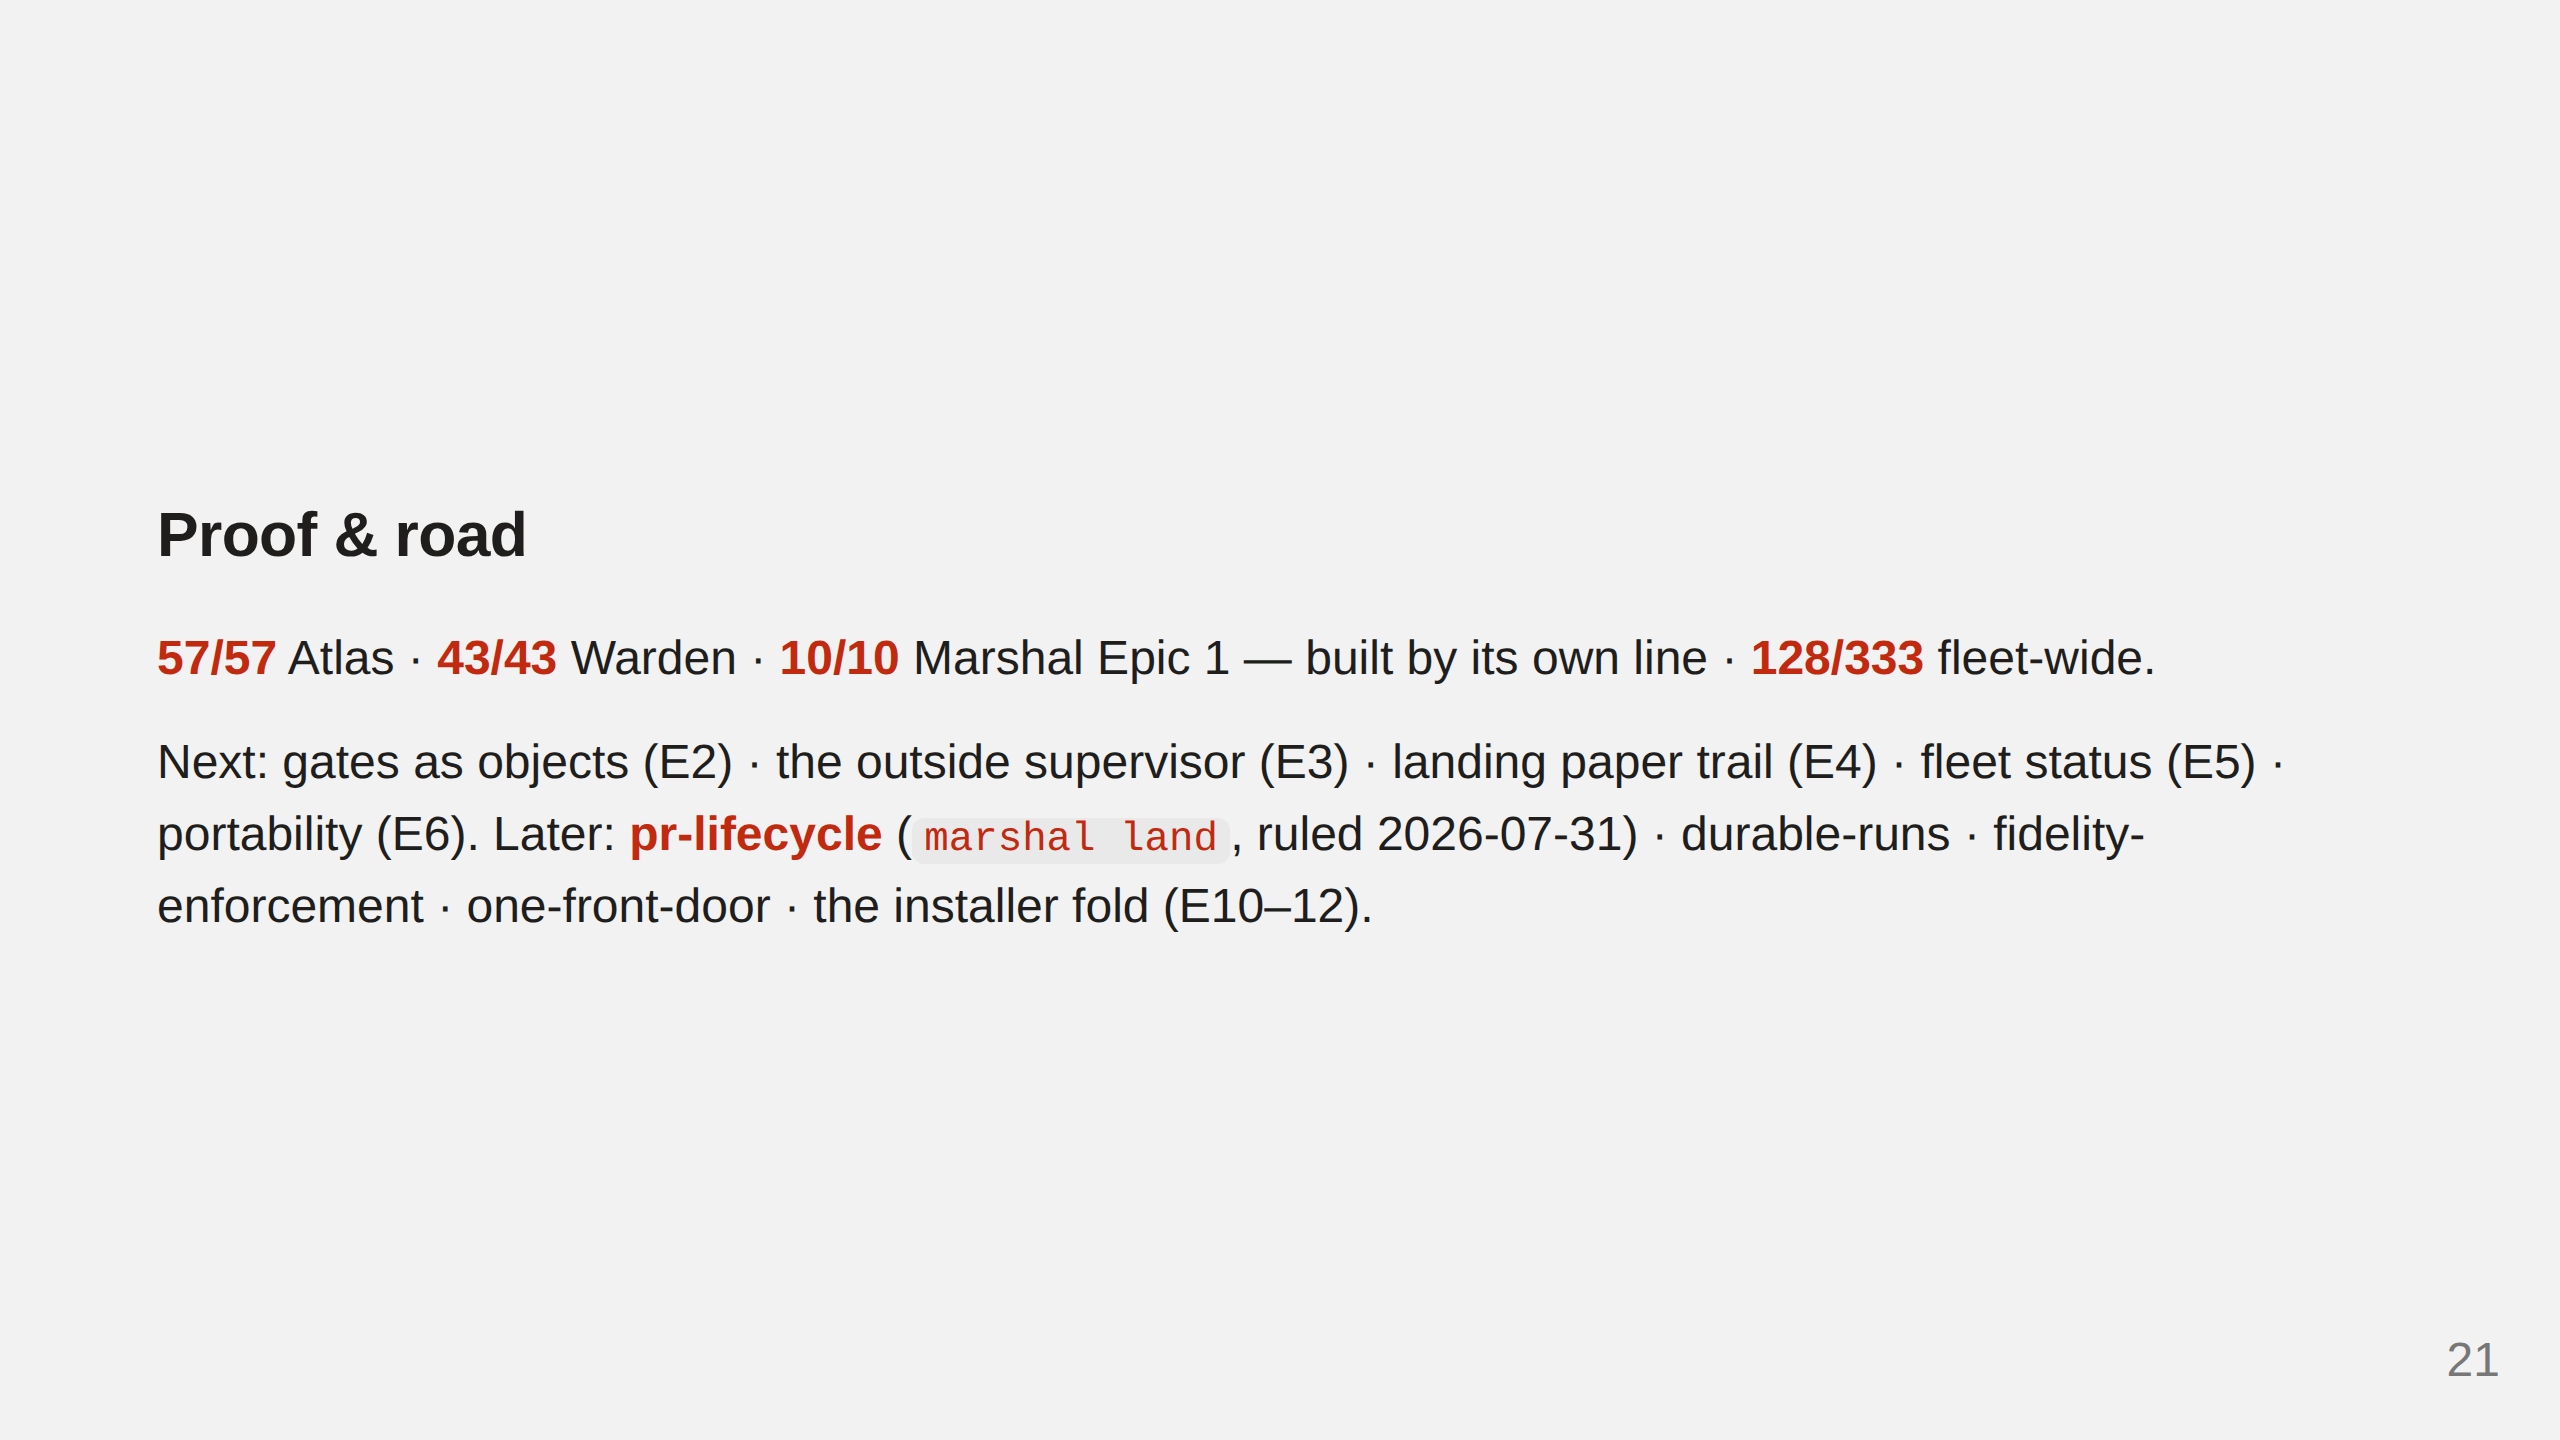 Proof & road
57/57 Atlas · 43/43 Warden · 10/10 Marshal Epic 1 — built by its own line · 128/333 fleet-wide.
Next: gates as objects (E2) · the outside supervisor (E3) · landing paper trail (E4) · fleet status (E5) ·
portability (E6). Later: pr-lifecycle (marshal land, ruled 2026-07-31) · durable-runs · fidelity-
enforcement · one-front-door · the installer fold (E10–12).
21